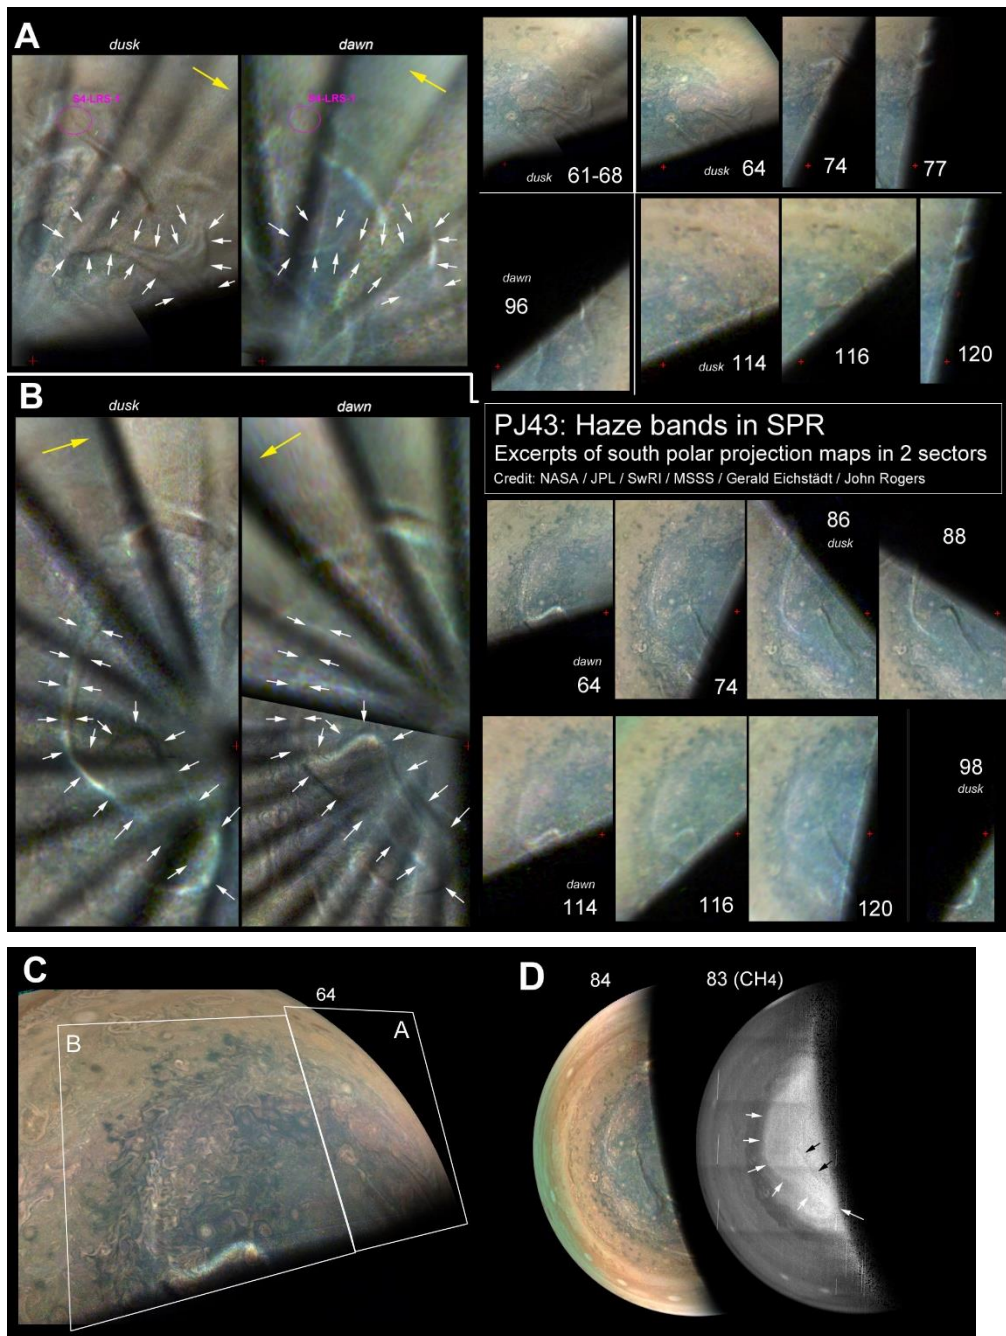 A
dusk
dawn
S4-LRS-1
S4-LRS-1
dusk 61-68
dusk 64
74
77
dawn
96
dusk 114
116
120
B
dusk
dawn
PJ43: Haze bands in SPR
Excerpts of south polar projection maps in 2 sectors
Credit: NASA / JPL / SwRI / MSSS / Gerald Eichstädt / John Rogers
dawn
64
74
86
dusk
88
dawn
114
116
120
98
dusk
C
64
B
A
D
84
83 (CH4)